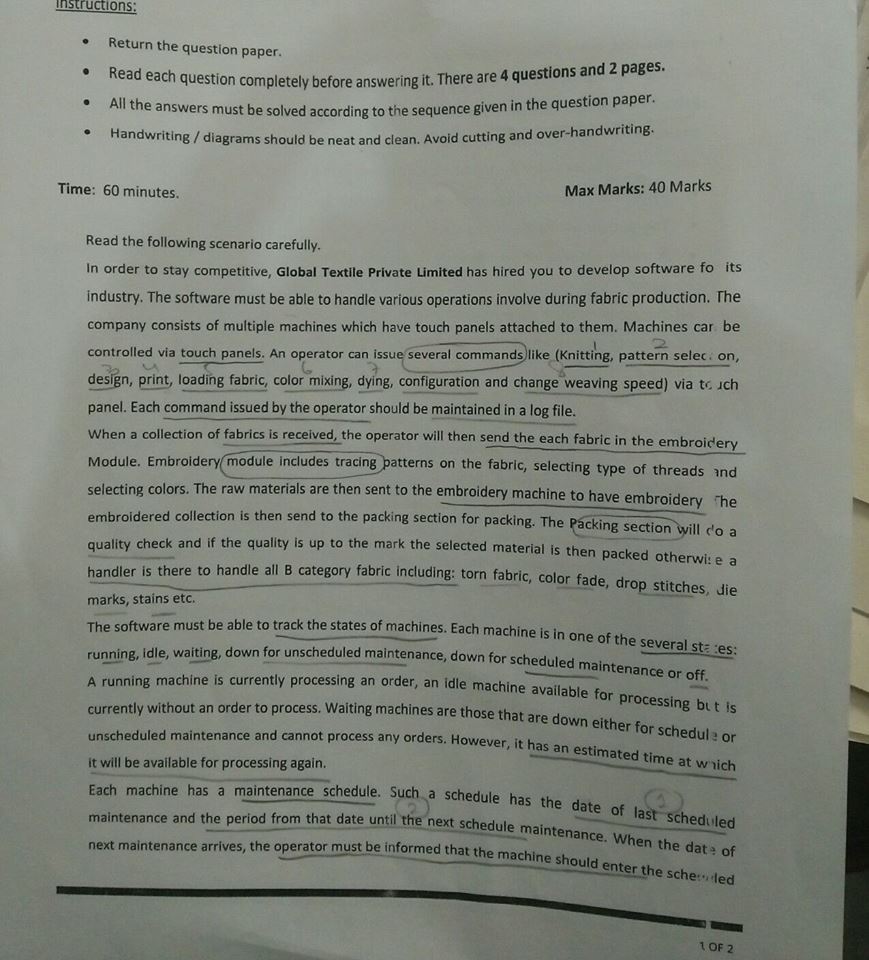 Instructions:
• Return the question paper.
• Read each question completely before answering it. There are 4 questions and 2 pages.
• All the answers must be solved according to the sequence given in the question paper.
• Handwriting / diagrams should be neat and clean. Avoid cutting and over-handwriting.
Time: 60 minutes. Max Marks: 40 Marks
Read the following scenario carefully.
In order to stay competitive, Global Textile Private Limited has hired you to develop software fo its
industry. The software must be able to handle various operations involve during fabric production. The
company consists of multiple machines which have touch panels attached to them. Machines can be
1 2
controlled via touch panels. An operator can issue several commands like (Knitting, pattern selec on,
3 4 5 6 7 8
design, print, loading fabric, color mixing, dying, configuration and change weaving speed) via touch
panel. Each command issued by the operator should be maintained in a log file.
When a collection of fabrics is received, the operator will then send the each fabric in the embroidery
Module. Embroidery module includes tracing patterns on the fabric, selecting type of threads and
selecting colors. The raw materials are then sent to the embroidery machine to have embroidery The
embroidered collection is then send to the packing section for packing. The Packing section will do a
quality check and if the quality is up to the mark the selected material is then packed otherwise a
handler is there to handle all B category fabric including: torn fabric, color fade, drop stitches, die
marks, stains etc.
The software must be able to track the states of machines. Each machine is in one of the several states:
running, idle, waiting, down for unscheduled maintenance, down for scheduled maintenance or off.
A running machine is currently processing an order, an idle machine available for processing but is
currently without an order to process. Waiting machines are those that are down either for schedule or
unscheduled maintenance and cannot process any orders. However, it has an estimated time at which
it will be available for processing again.
1
Each machine has a maintenance schedule. Such a schedule has the date of last scheduled
2
maintenance and the period from that date until the next schedule maintenance. When the date of
next maintenance arrives, the operator must be informed that the machine should enter the scheduled
1 OF 2